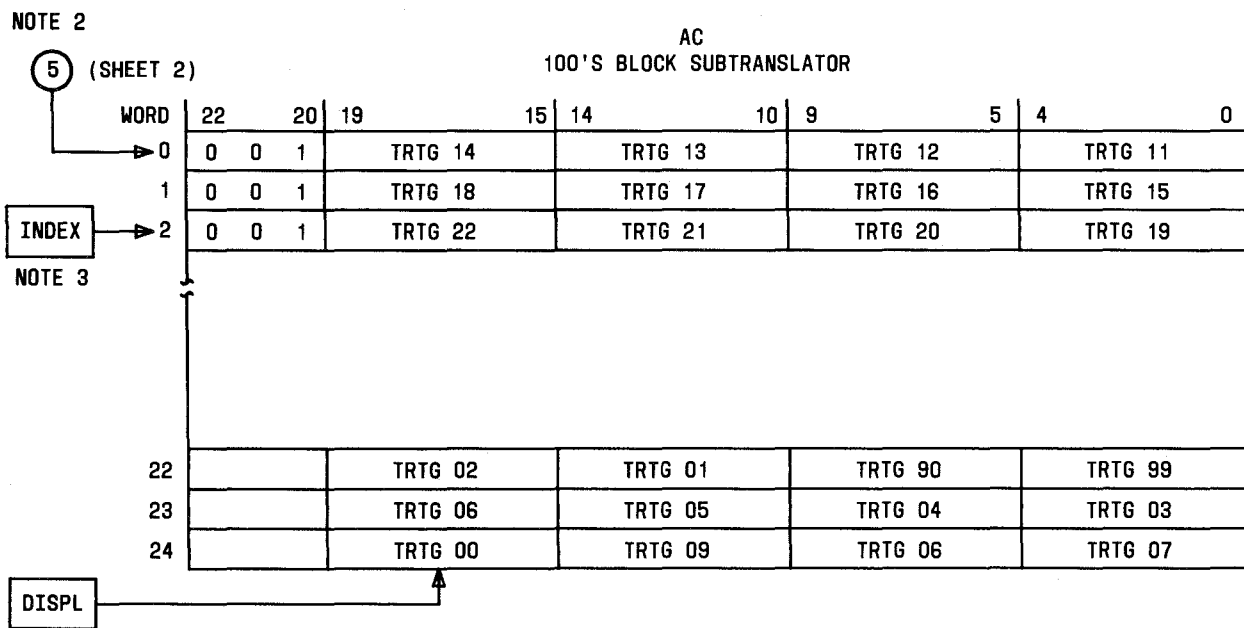 NOTE 2
5 (SHEET 2)
AC
100'S BLOCK SUBTRANSLATOR
WORD 22 20 19 15 14 10 9 5 4 0
0 0 0 1 TRTG 14 TRTG 13 TRTG 12 TRTG 11
1 0 0 1 TRTG 18 TRTG 17 TRTG 16 TRTG 15
INDEX 2 0 0 1 TRTG 22 TRTG 21 TRTG 20 TRTG 19
NOTE 3
22 TRTG 02 TRTG 01 TRTG 90 TRTG 99
23 TRTG 06 TRTG 05 TRTG 04 TRTG 03
24 TRTG 00 TRTG 09 TRTG 06 TRTG 07
DISPL